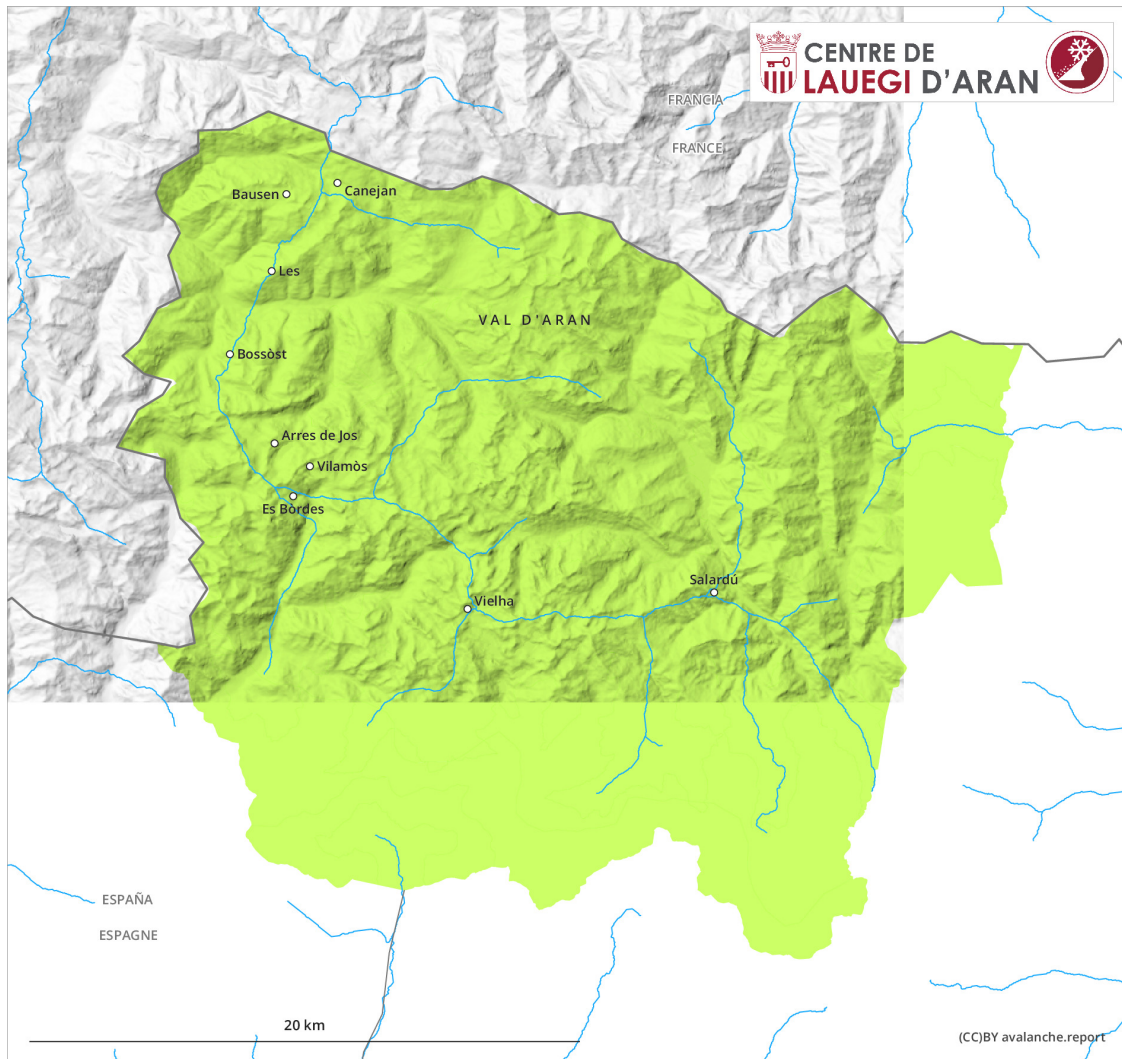 CENTRE DE
LAUEGI D'ARAN
FRANCIA
FRANCE
Bausen
Canejan
Les
VAL D'ARAN
Bossòst
Arres de Jos
Vilamòs
Es Bòrdes
Salardú
Vielha
ESPAÑA
ESPAGNE
20 km
(CC)BY avalanche.report